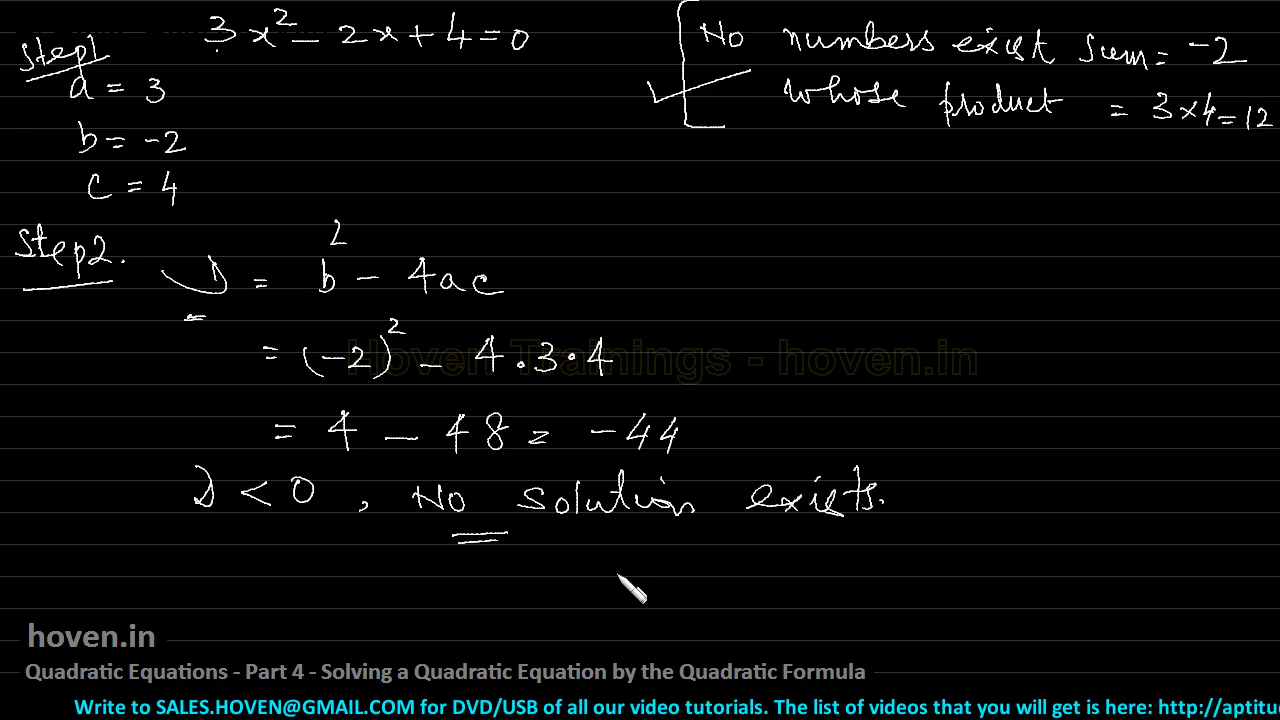 3x² - 2x + 4 = 0
Step1
a = 3
b = -2
c = 4
No numbers exist sum = -2
whose product = 3 × 4 = 12
Step2.
D = b² - 4ac
= (-2)² - 4 . 3 . 4
Hoven Trainings - hoven.in
= 4 - 48 = -44
D < 0 , No solution exists.
hoven.in
Quadratic Equations - Part 4 - Solving a Quadratic Equation by the Quadratic Formula
Write to SALES.HOVEN@GMAIL.COM for DVD/USB of all our video tutorials. The list of videos that you will get is here: http://aptitu